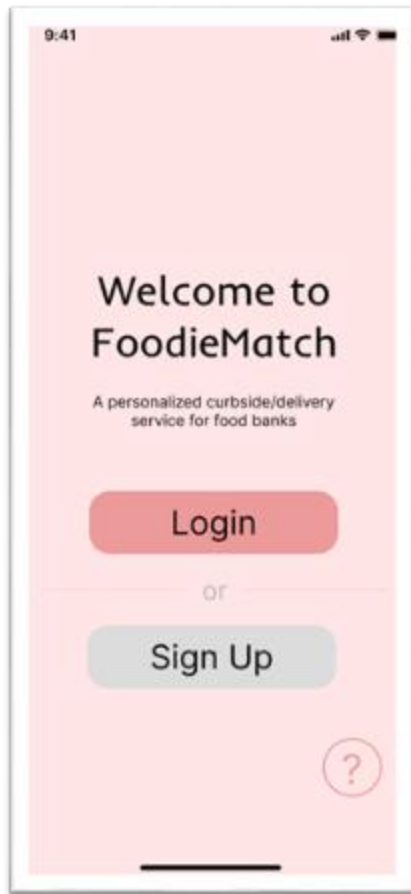 9:41
Welcome to
FoodieMatch
A personalized curbside/delivery
service for food banks
Login
or
Sign Up
?